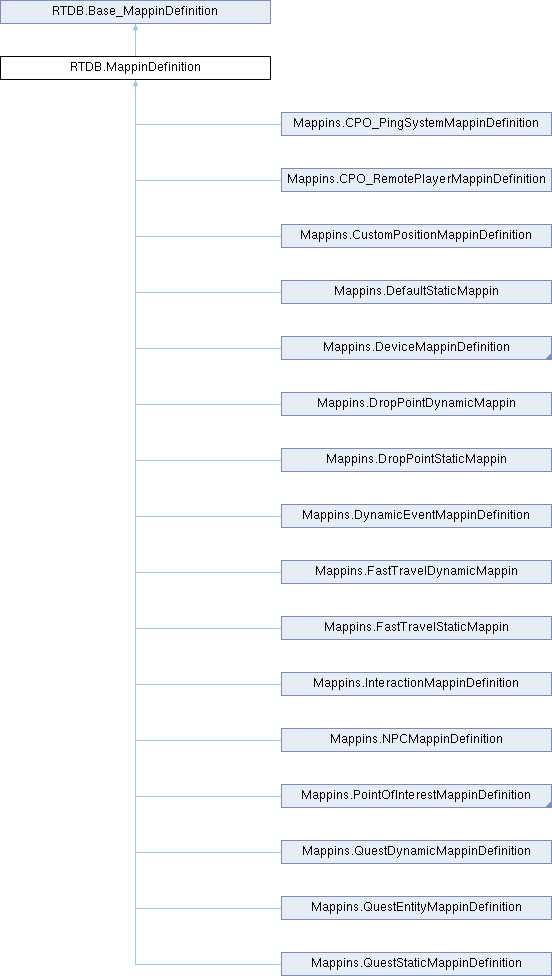 RTDB.Base_MappinDefinition
RTDB.MappinDefinition
Mappins.CPO_PingSystemMappinDefinition
Mappins.CPO_RemotePlayerMappinDefinition
Mappins.CustomPositionMappinDefinition
Mappins.DefaultStaticMappin
Mappins.DeviceMappinDefinition
Mappins.DropPointDynamicMappin
Mappins.DropPointStaticMappin
Mappins.DynamicEventMappinDefinition
Mappins.FastTravelDynamicMappin
Mappins.FastTravelStaticMappin
Mappins.InteractionMappinDefinition
Mappins.NPCMappinDefinition
Mappins.PointOfInterestMappinDefinition
Mappins.QuestDynamicMappinDefinition
Mappins.QuestEntityMappinDefinition
Mappins.QuestStaticMappinDefinition